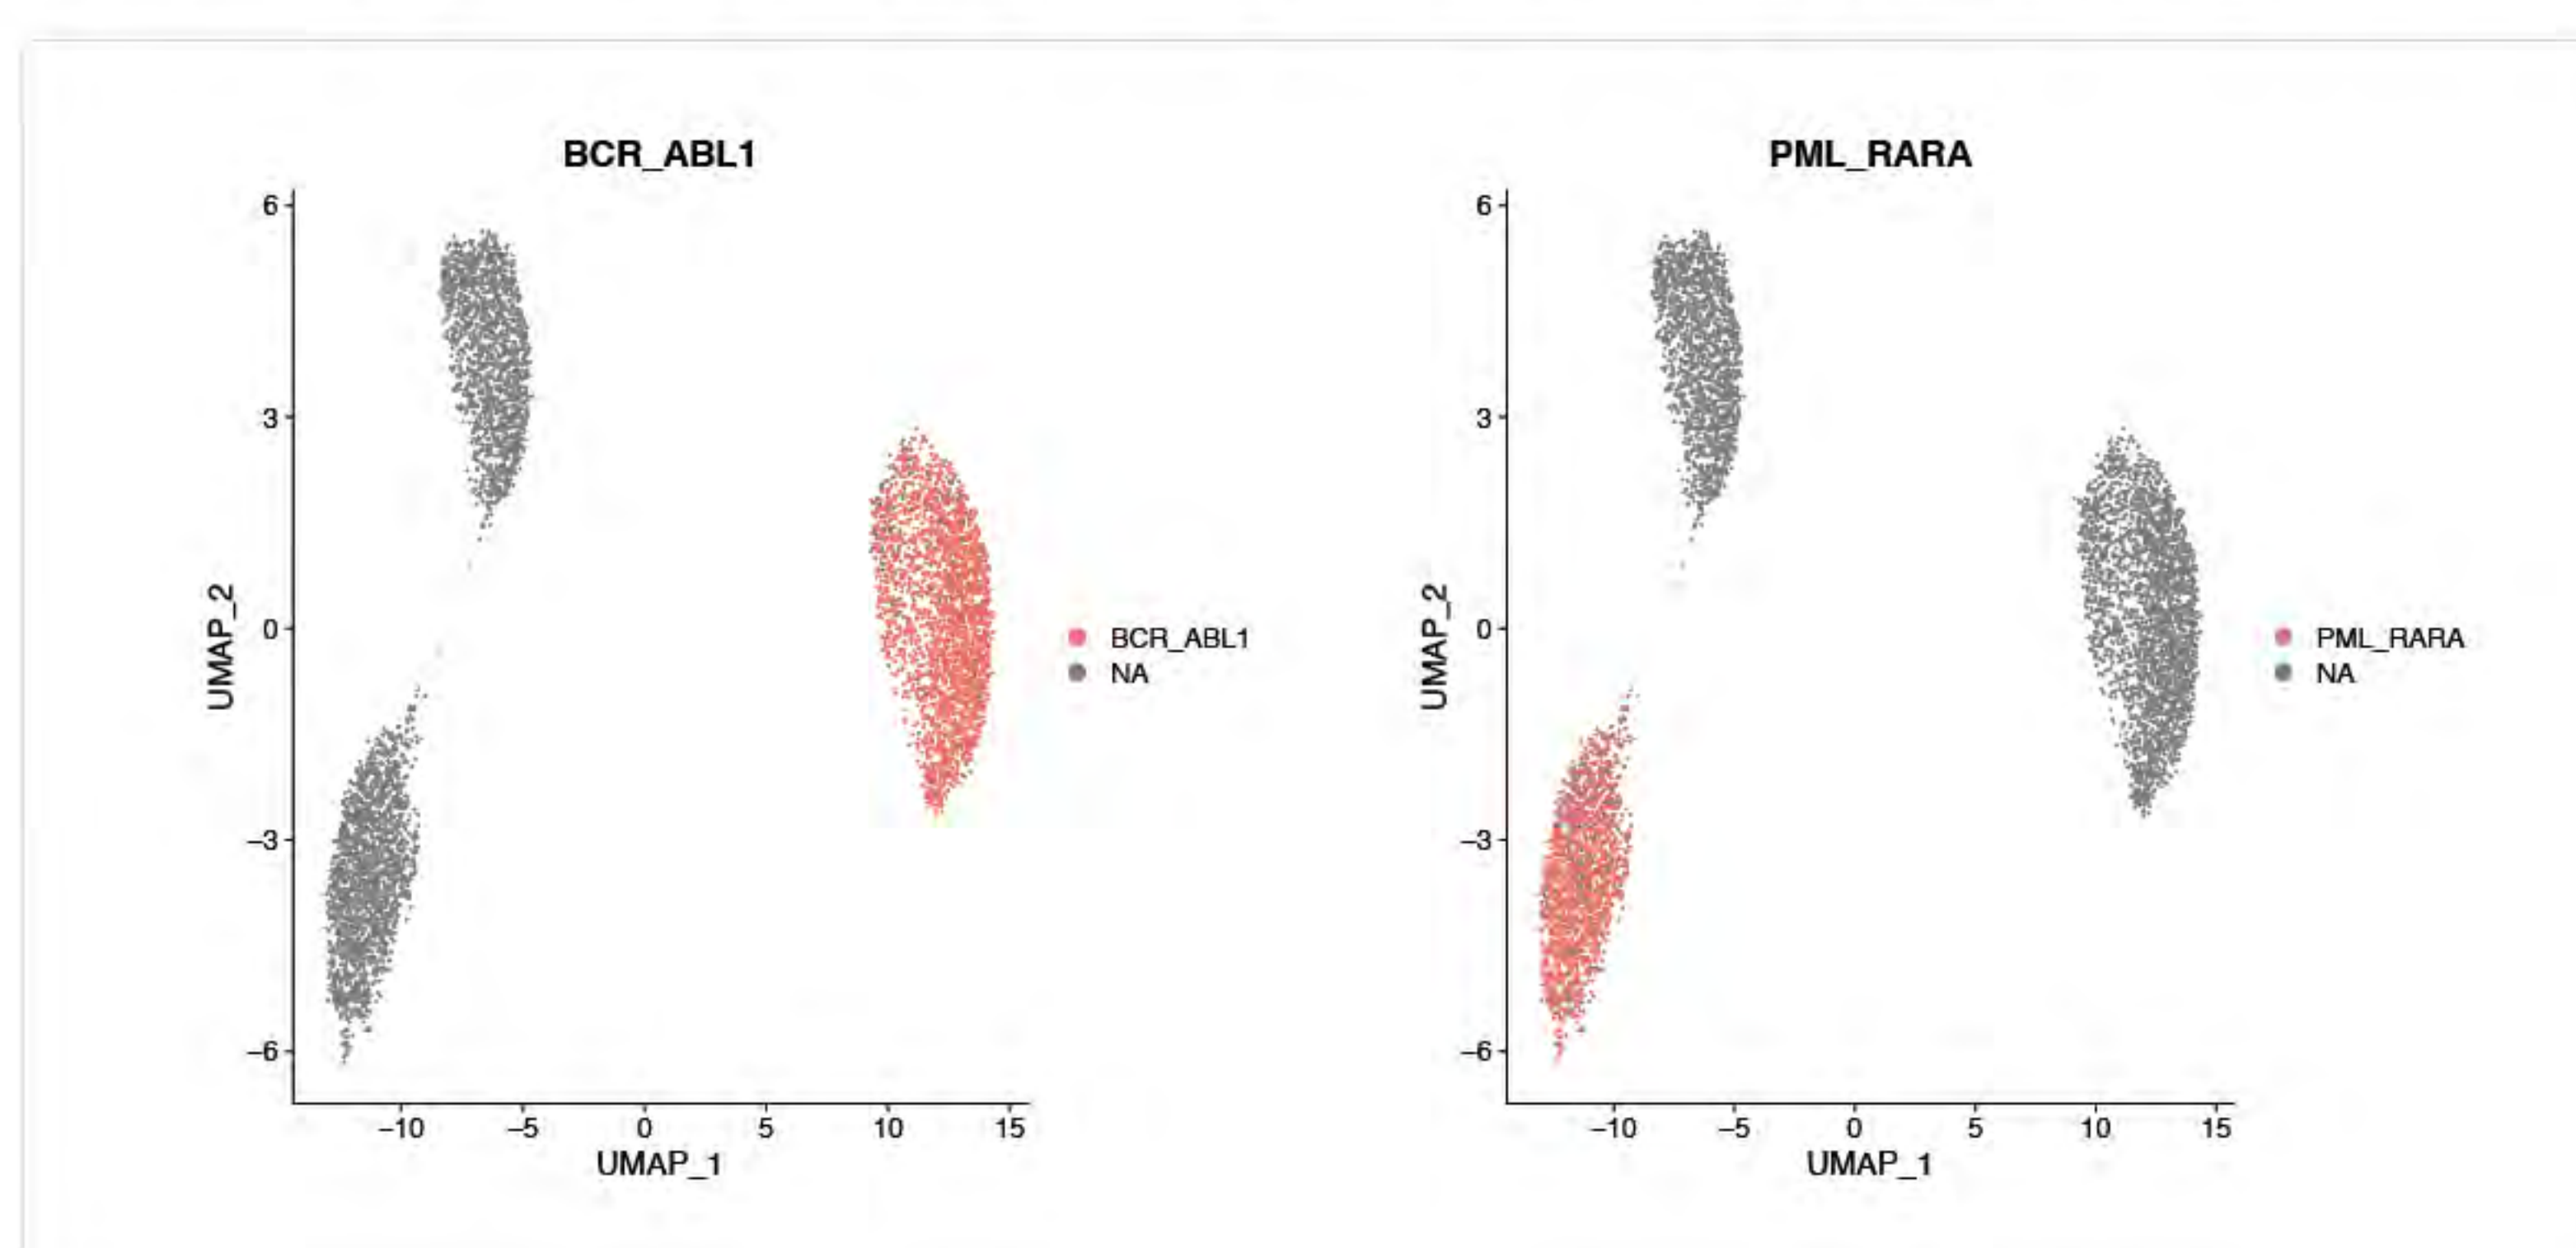 BCR_ABL1
6
3
0
–3
–6
UMAP_2
–10 –5 0 5 10 15
UMAP_1
BCR_ABL1
NA
PML_RARA
6
3
0
–3
–6
UMAP_2
–10 –5 0 5 10 15
UMAP_1
PML_RARA
NA